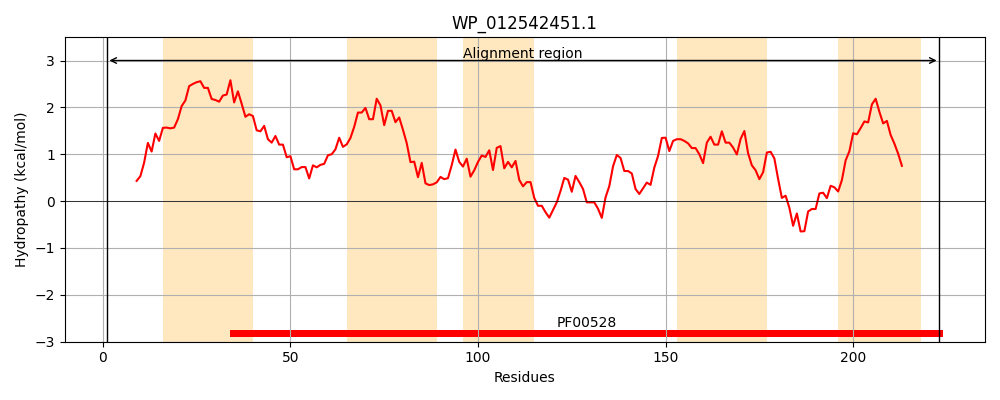 WP_012542451.1
Alignment region
Hydropathy (kcal/mol)
3
2
1
0
−1
−2
−3
PF00528
0 50 100 150 200
Residues